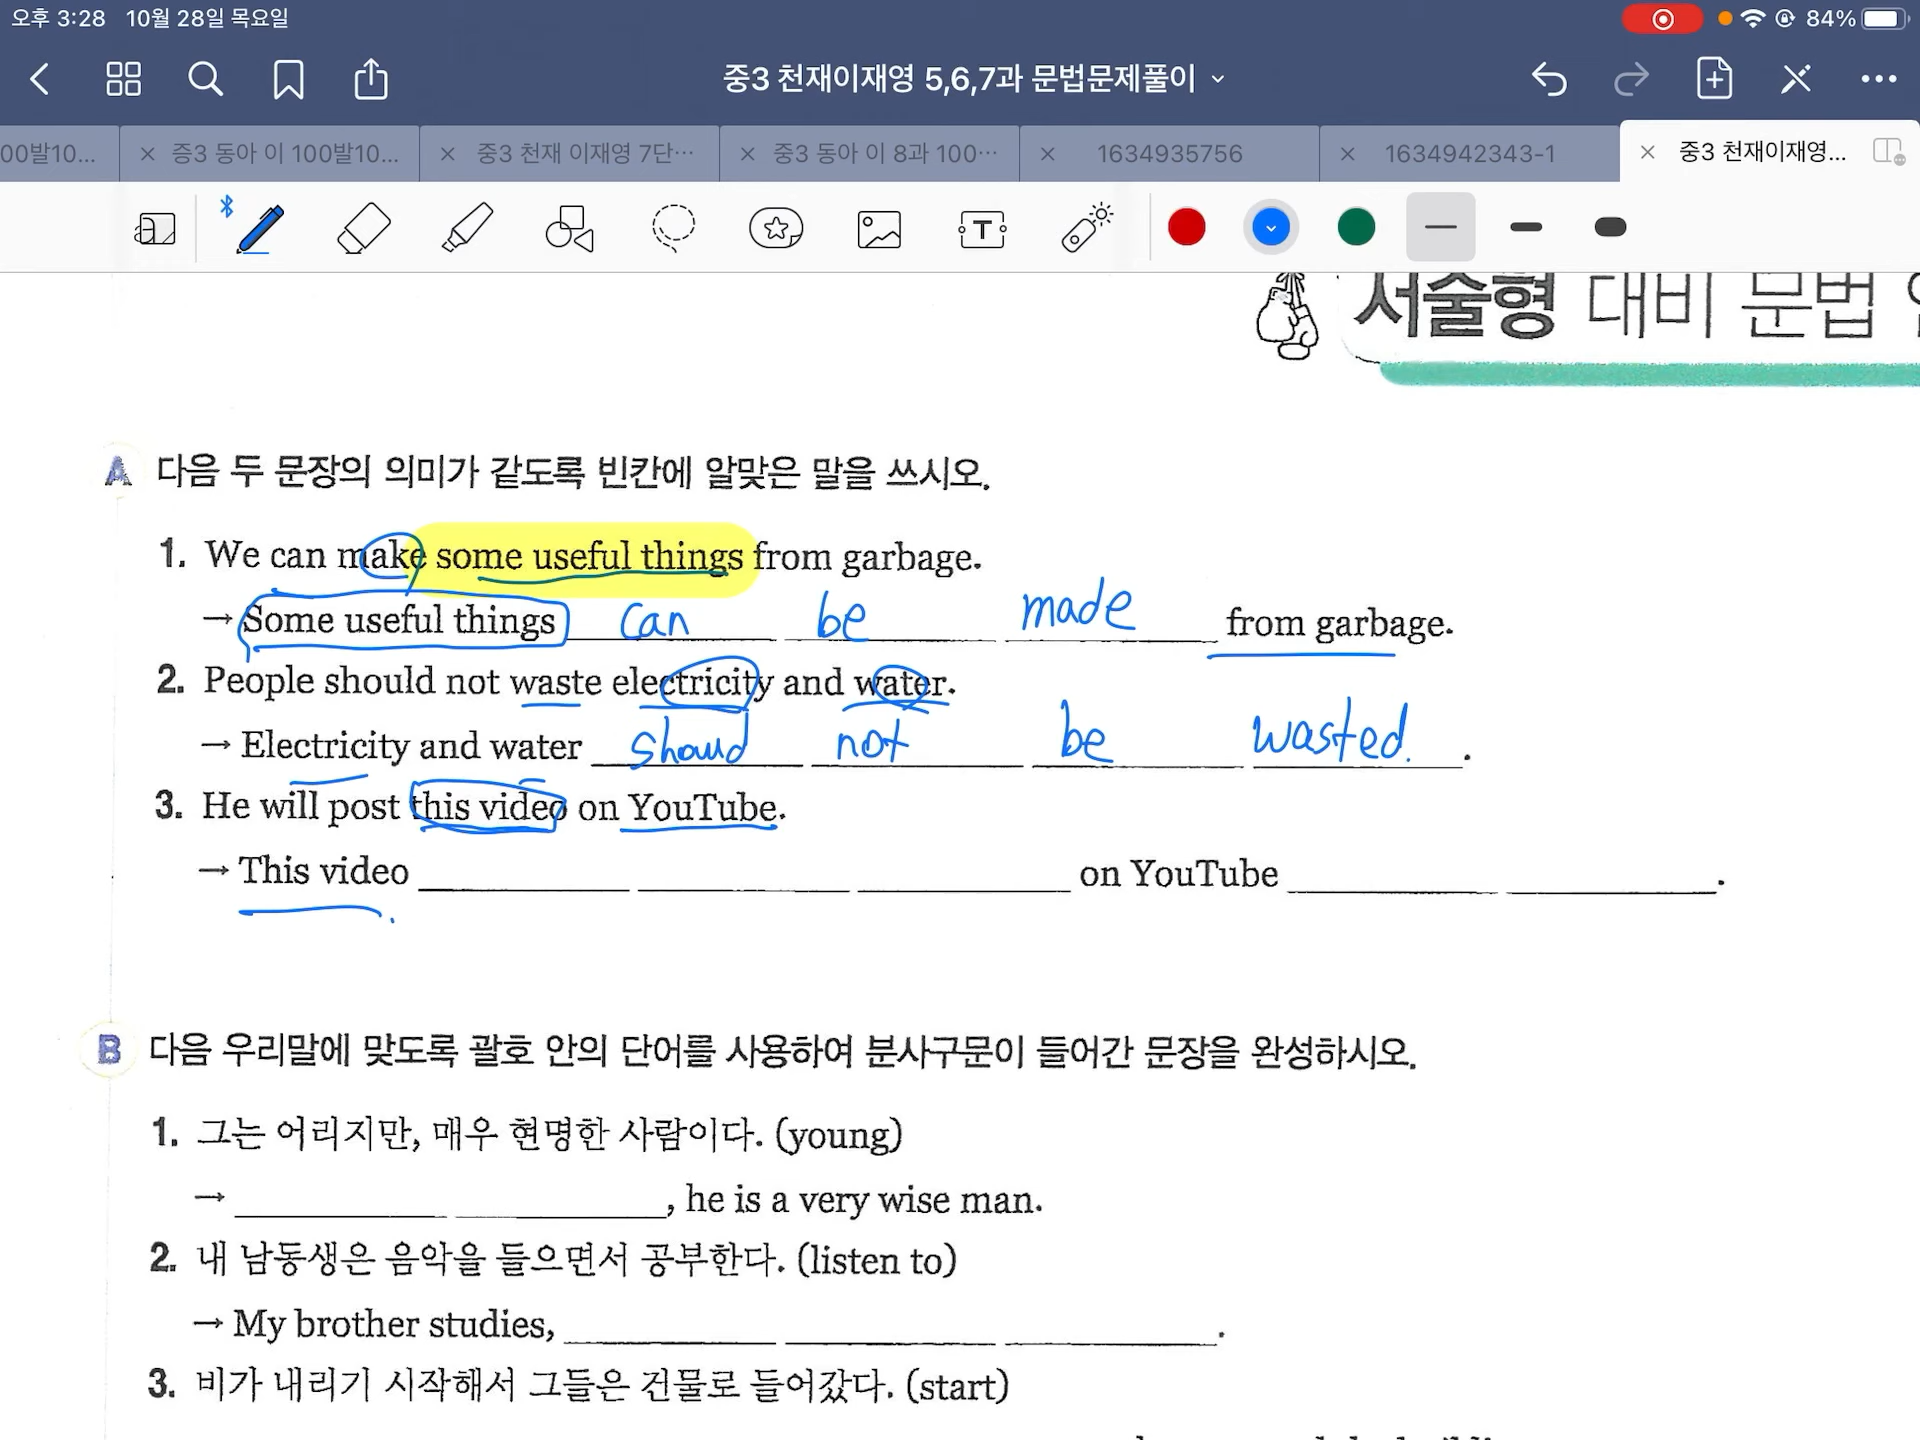 오후 3:28 10월 28일 목요일 84%
중3 천재이재영 5,6,7과 문법문제풀이
00발10... 증3 동아 이 100발10... 중3 천재 이재영 7단... 중3 동아 이 8과 100... 1634935756 1634942343-1 중3 천재이재영...
서술형 대비 문법
A 다음 두 문장의 의미가 같도록 빈칸에 알맞은 말을 쓰시오.
1. We can make some useful things from garbage.
→ Some useful things can be made from garbage.
2. People should not waste electricity and water.
→ Electricity and water should not be wasted. .
3. He will post this video on YouTube.
→ This video ____ ____ ____ on YouTube ____ ____.
B 다음 우리말에 맞도록 괄호 안의 단어를 사용하여 분사구문이 들어간 문장을 완성하시오.
1. 그는 어리지만, 매우 현명한 사람이다. (young)
→ ____ ____, he is a very wise man.
2. 내 남동생은 음악을 들으면서 공부한다. (listen to)
→ My brother studies, ____ ____ ____.
3. 비가 내리기 시작해서 그들은 건물로 들어갔다. (start)